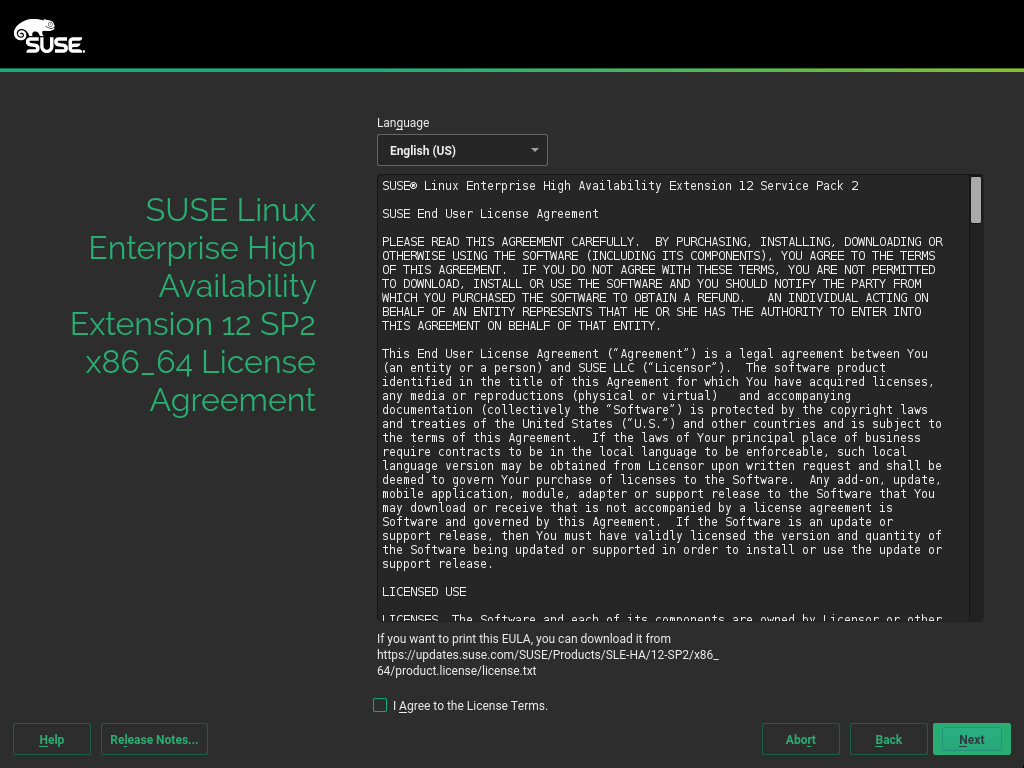 SUSE.
Language
English (US)
SUSE Linux
Enterprise High
Availability
Extension 12 SP2
x86_64 License
Agreement
SUSE® Linux Enterprise High Availability Extension 12 Service Pack 2
SUSE End User License Agreement
PLEASE READ THIS AGREEMENT CAREFULLY.  BY PURCHASING, INSTALLING, DOWNLOADING OR
OTHERWISE USING THE SOFTWARE (INCLUDING ITS COMPONENTS), YOU AGREE TO THE TERMS
OF THIS AGREEMENT.  IF YOU DO NOT AGREE WITH THESE TERMS, YOU ARE NOT PERMITTED
TO DOWNLOAD, INSTALL OR USE THE SOFTWARE AND YOU SHOULD NOTIFY THE PARTY FROM
WHICH YOU PURCHASED THE SOFTWARE TO OBTAIN A REFUND.   AN INDIVIDUAL ACTING ON
BEHALF OF AN ENTITY REPRESENTS THAT HE OR SHE HAS THE AUTHORITY TO ENTER INTO
THIS AGREEMENT ON BEHALF OF THAT ENTITY.
This End User License Agreement (“Agreement”) is a legal agreement between You
(an entity or a person) and SUSE LLC (“Licensor”).  The software product
identified in the title of this Agreement for which You have acquired licenses,
any media or reproductions (physical or virtual)   and accompanying
documentation (collectively the “Software”) is protected by the copyright laws
and treaties of the United States (“U.S.”) and other countries and is subject to
the terms of this Agreement.  If the laws of Your principal place of business
require contracts to be in the local language to be enforceable, such local
language version may be obtained from Licensor upon written request and shall be
deemed to govern Your purchase of licenses to the Software.  Any add-on, update,
mobile application, module, adapter or support release to the Software that You
may download or receive that is not accompanied by a license agreement is
Software and governed by this Agreement.  If the Software is an update or
support release, then You must have validly licensed the version and quantity of
the Software being updated or supported in order to install or use the update or
support release.
LICENSED USE
LICENSES  The Software and each of its components are owned by Licensor or other
If you want to print this EULA, you can download it from
https://updates.suse.com/SUSE/Products/SLE-HA/12-SP2/x86_
64/product.license/license.txt
I Agree to the License Terms.
Help
Release Notes...
Abort
Back
Next